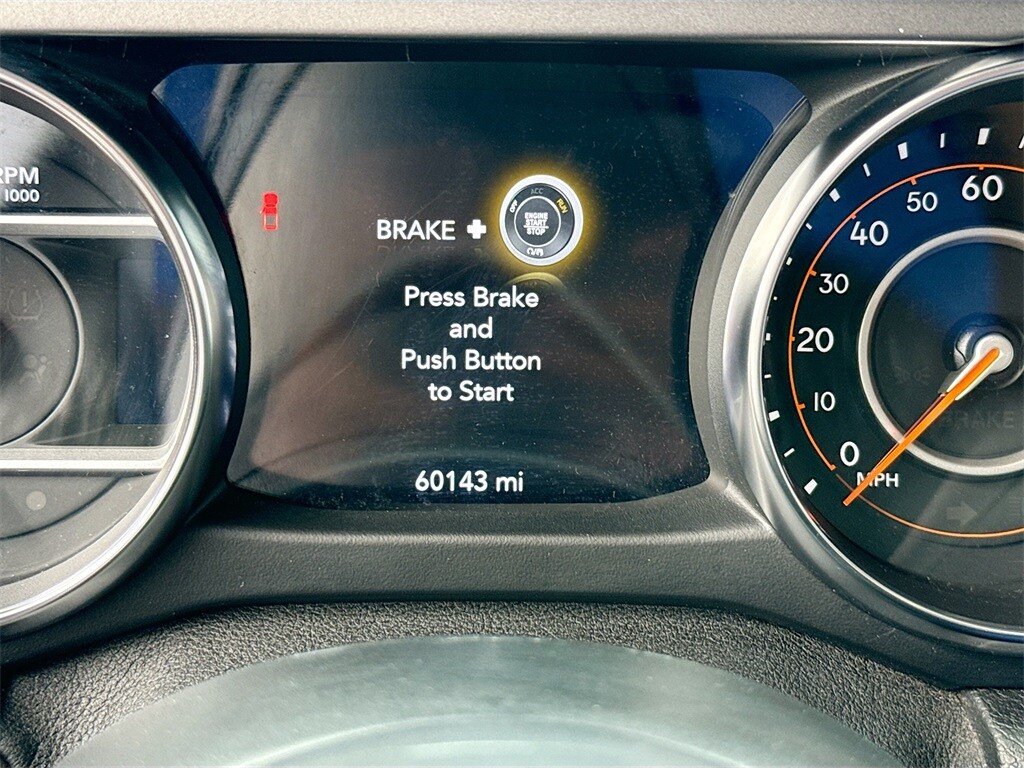 RPM
1000
BRAKE +
OFF
ACC
RUN
ENGINE
START
STOP
Press Brake
and
Push Button
to Start
60143 mi
60
50
40
30
20
10
0
MPH
BRAKE